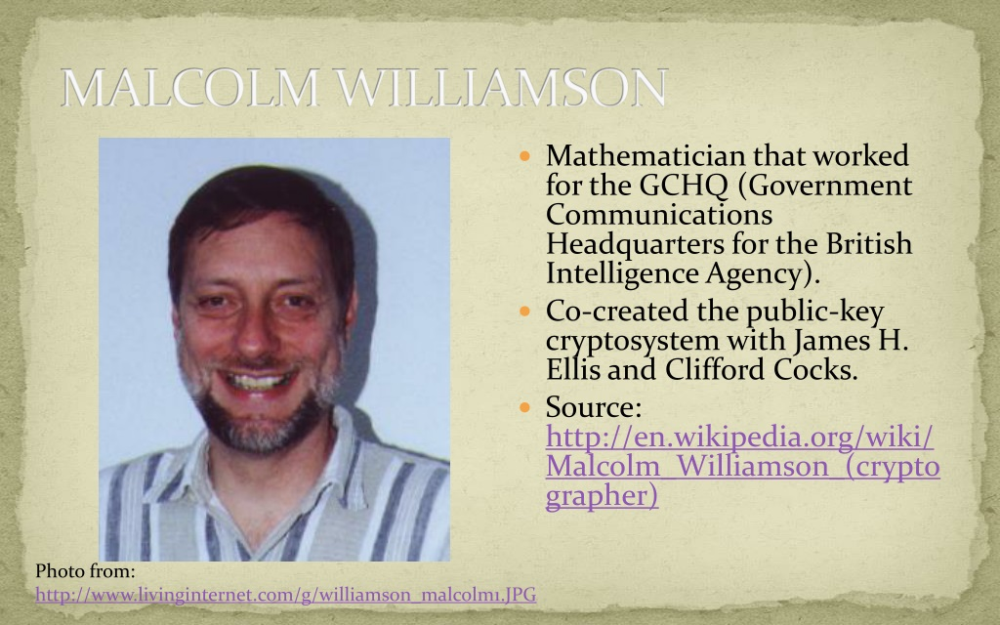 MALCOLM WILLIAMSON
Mathematician that worked
for the GCHQ (Government
Communications
Headquarters for the British
Intelligence Agency).
Co-created the public-key
cryptosystem with James H.
Ellis and Clifford Cocks.
Source:
http://en.wikipedia.org/wiki/
Malcolm_Williamson_(crypto
grapher)
Photo from:
http://www.livinginternet.com/g/williamson_malcolm1.JPG